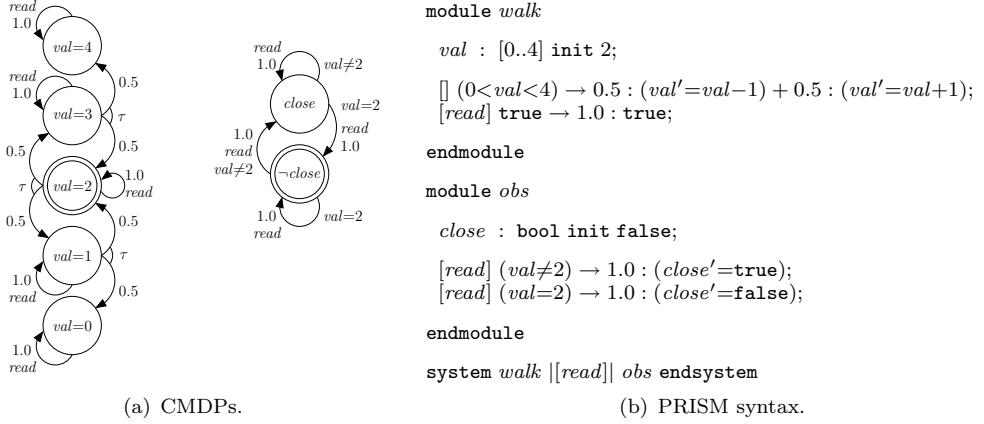 read
1.0
val=4
read
1.0
0.5
val=3
τ
0.5
0.5
τ
val=2
1.0
read
0.5
0.5
val=1
τ
1.0
read
0.5
val=0
1.0
read
read
1.0
val≠2
close
val=2
read
1.0
1.0
read
val≠2
¬close
1.0
read
val=2
(a) CMDPs.
module walk
val : [0..4] init 2;
[] (0<val<4) → 0.5 : (val′=val−1) + 0.5 : (val′=val+1);
[read] true → 1.0 : true;
endmodule
module obs
close : bool init false;
[read] (val≠2) → 1.0 : (close′=true);
[read] (val=2) → 1.0 : (close′=false);
endmodule
system walk |[read]| obs endsystem
(b) PRISM syntax.